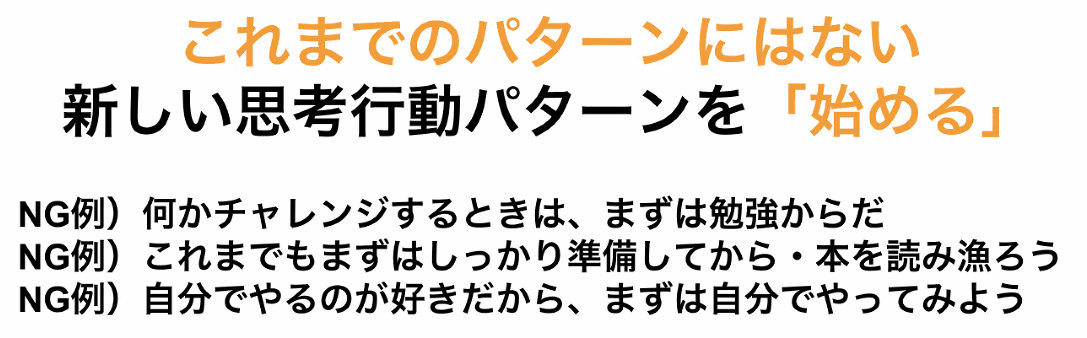 これまでのパターンにはない
新しい思考行動パターンを「始める」
NG例）何かチャレンジするときは、まずは勉強からだ
NG例）これまでもまずはしっかり準備してから・本を読み漁ろう
NG例）自分でやるのが好きだから、まずは自分でやってみよう